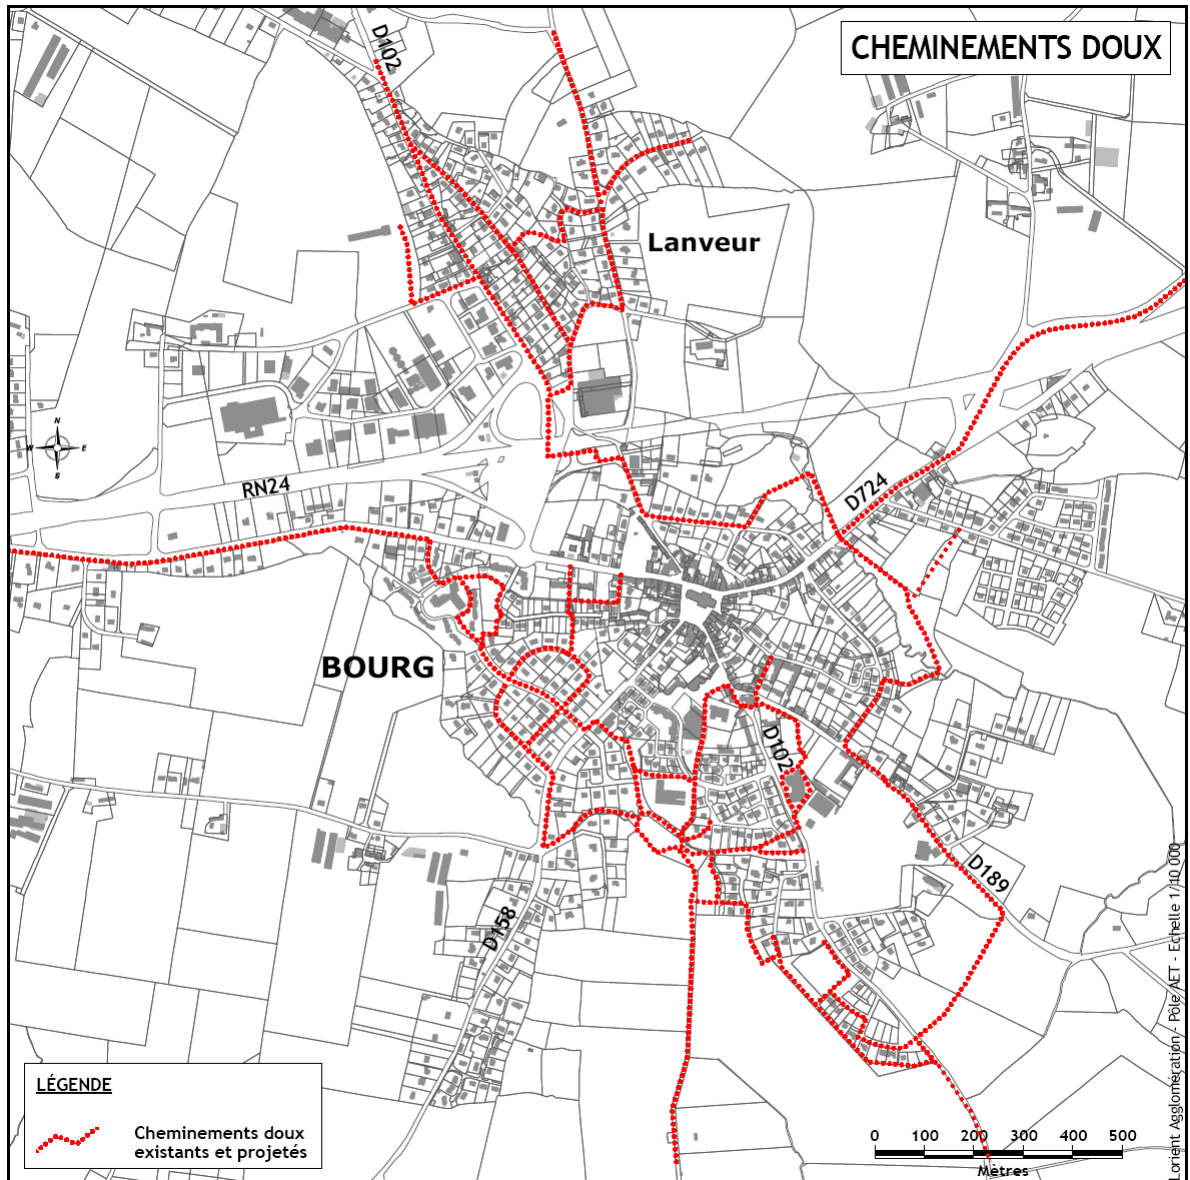 CHEMINEMENTS DOUX
D102
Lanveur
N
W E
S
RN24
D724
BOURG
D102
D189
D158
LÉGENDE
Cheminements doux
existants et projetés
0 100 200 300 400 500
Mètres
Lorient Agglomération - Pôle AET - Echelle 1/10 000